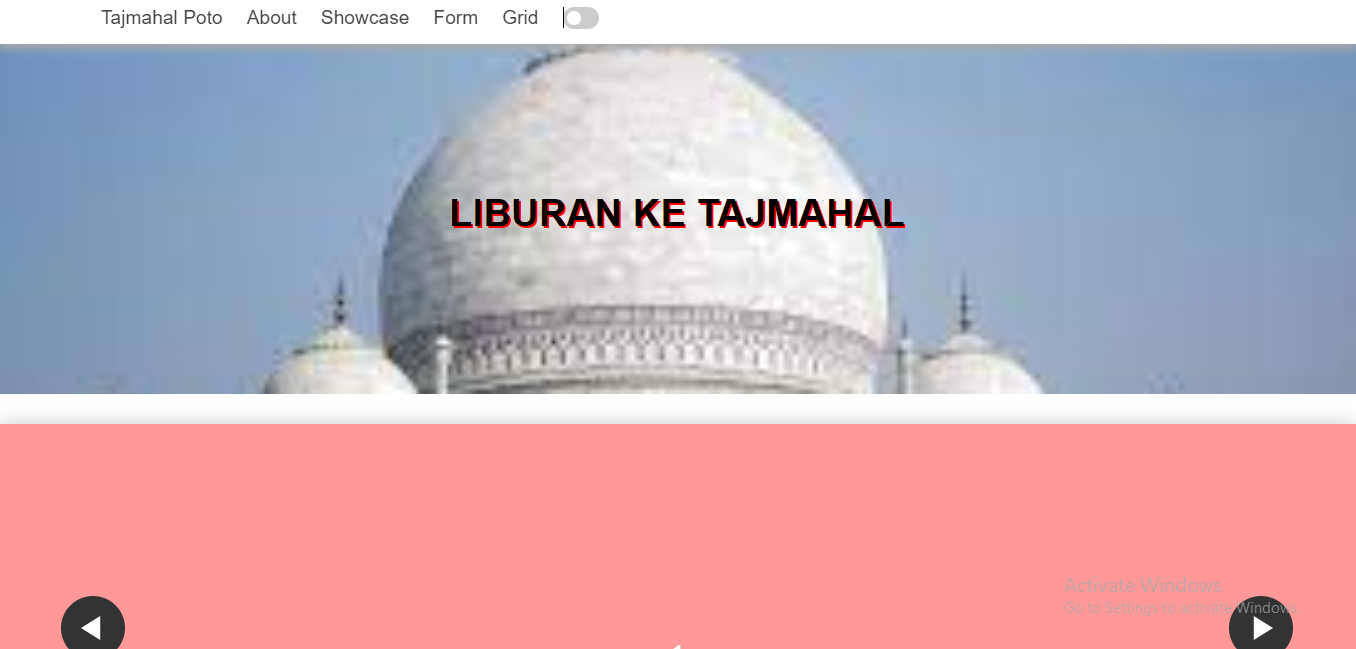 Tajmahal Poto About Showcase Form Grid
LIBURAN KE TAJMAHAL
Activate Windows
Go to Settings to activate Windows.